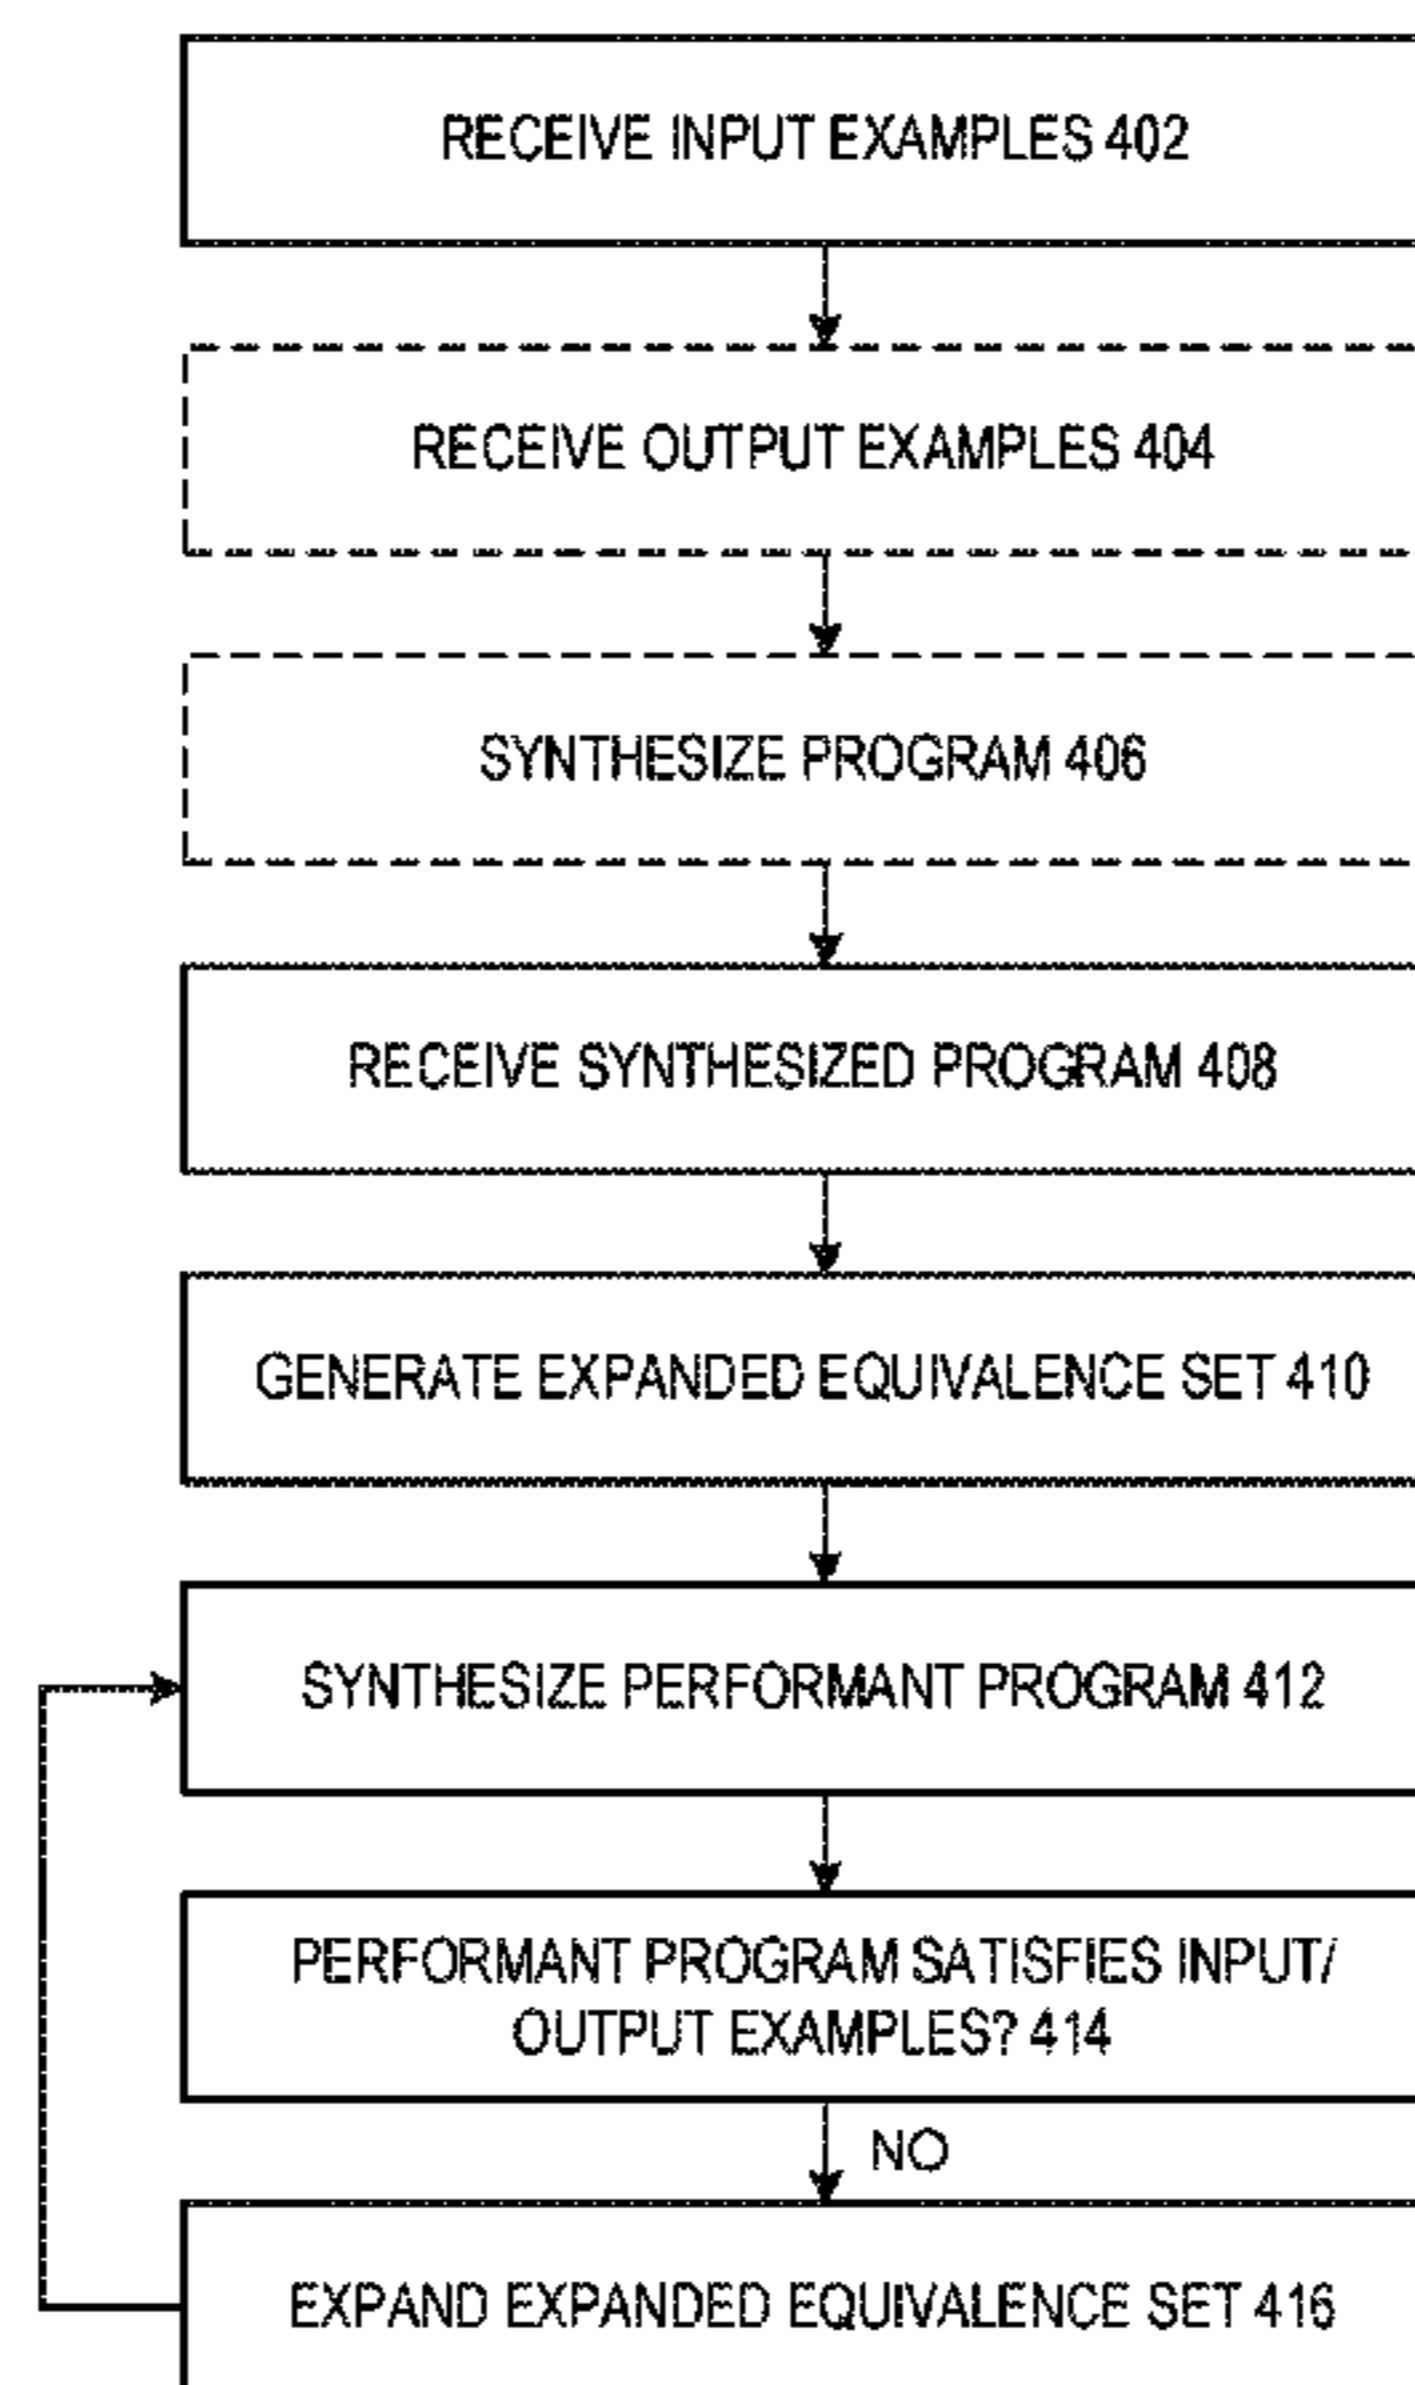 RECEIVE INPUT EXAMPLES 402
RECEIVE OUTPUT EXAMPLES 404
SYNTHESIZE PROGRAM 406
RECEIVE SYNTHESIZED PROGRAM 408
GENERATE EXPANDED EQUIVALENCE SET 410
SYNTHESIZE PERFORMANT PROGRAM 412
PERFORMANT PROGRAM SATISFIES INPUT/
OUTPUT EXAMPLES? 414
NO
EXPAND EXPANDED EQUIVALENCE SET 416